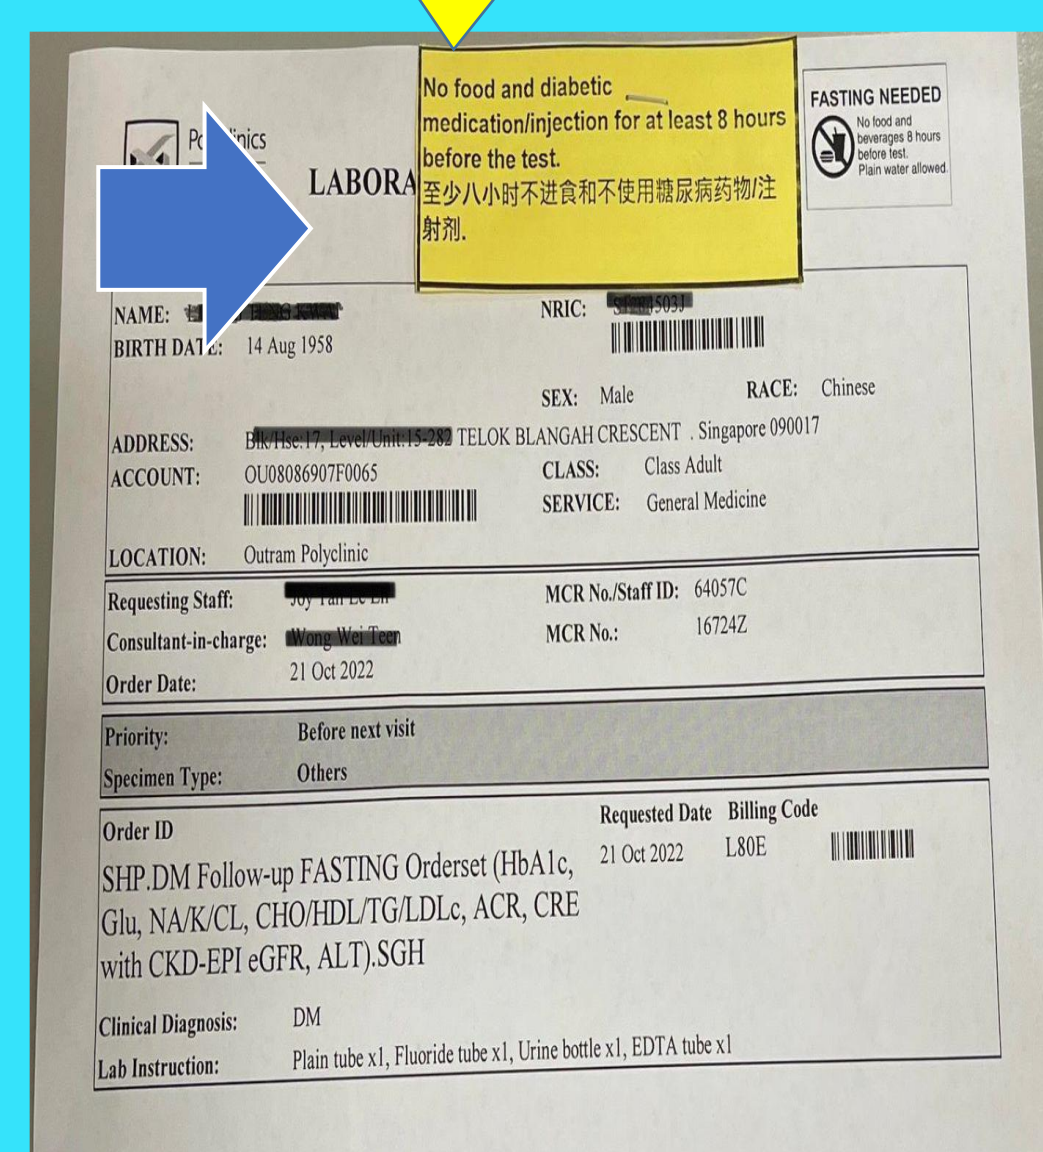 No food and diabetic
medication/injection for at least 8 hours
before the test.
至少八小时不进食和不使用糖尿病药物/注
射剂.
FASTING NEEDED
No food and
beverages 8 hours
before test.
Plain water allowed.
LABORA
NAME:
NRIC:
BIRTH DATE: 14 Aug 1958
SEX: Male RACE: Chinese
ADDRESS: TELOK BLANGAH CRESCENT . Singapore 090017
ACCOUNT: OU08086907F0065 CLASS: Class Adult
SERVICE: General Medicine
LOCATION: Outram Polyclinic
Requesting Staff: MCR No./Staff ID: 64057C
Consultant-in-charge: MCR No.: 16724Z
Order Date: 21 Oct 2022
Priority: Before next visit
Specimen Type: Others
Order ID Requested Date Billing Code
SHP.DM Follow-up FASTING Orderset (HbA1c, 21 Oct 2022 L80E
Glu, NA/K/CL, CHO/HDL/TG/LDLc, ACR, CRE
with CKD-EPI eGFR, ALT).SGH
Clinical Diagnosis: DM
Lab Instruction: Plain tube x1, Fluoride tube x1, Urine bottle x1, EDTA tube x1